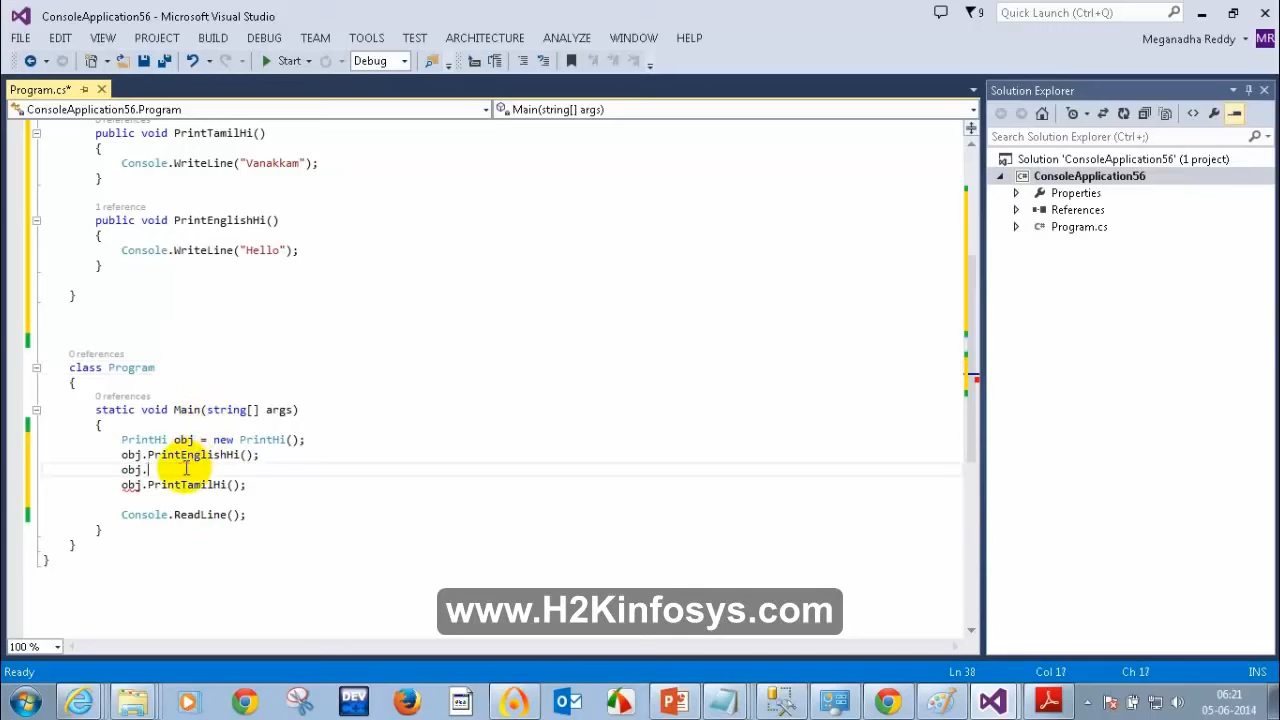 ConsoleApplication56 - Microsoft Visual Studio
9
Quick Launch (Ctrl+Q)
FILE EDIT VIEW PROJECT BUILD DEBUG TEAM TOOLS TEST ARCHITECTURE ANALYZE WINDOW HELP
Meganadha Reddy MR
Start Debug
Program.cs*
Solution Explorer
ConsoleApplication56.Program
Main(string[] args)
Search Solution Explorer (Ctrl+;)
Solution 'ConsoleApplication56' (1 project)
ConsoleApplication56
Properties
References
Program.cs
0 references
public void PrintTamilHi()
{
Console.WriteLine("Vanakkam");
}
1 reference
public void PrintEnglishHi()
{
Console.WriteLine("Hello");
}
}
0 references
class Program
{
0 references
static void Main(string[] args)
{
PrintHi obj = new PrintHi();
obj.PrintEnglishHi();
obj.
obj.PrintTamilHi();
Console.ReadLine();
}
}
}
www.H2Kinfosys.com
100 %
Ready
Ln 38
Col 17
Ch 17
INS
DEV
06:21
05-06-2014